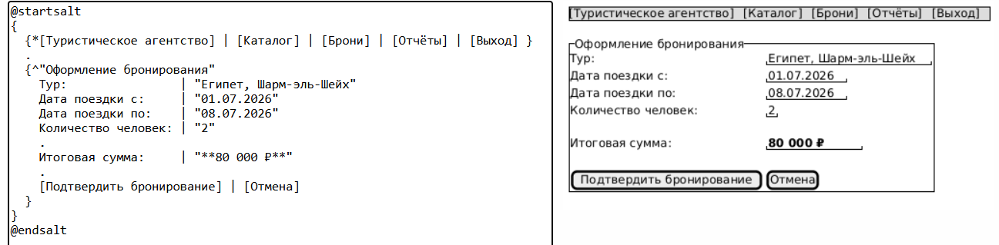 @startsalt
{
  {*[Туристическое агентство] | [Каталог] | [Брони] | [Отчёты] | [Выход] }
  .
  {^"Оформление бронирования"
    Тур:                | "Египет, Шарм-эль-Шейх"
    Дата поездки с:     | "01.07.2026"
    Дата поездки по:    | "08.07.2026"
    Количество человек: | "2"
    .
    Итоговая сумма:     | "**80 000 ₽**"
    .
    [Подтвердить бронирование] | [Отмена]
  }
}
@endsalt
[Туристическое агентство] [Каталог] [Брони] [Отчёты] [Выход]
Оформление бронирования
Тур: Египет, Шарм-эль-Шейх
Дата поездки с: 01.07.2026
Дата поездки по: 08.07.2026
Количество человек: 2
Итоговая сумма: 80 000 ₽
Подтвердить бронирование Отмена